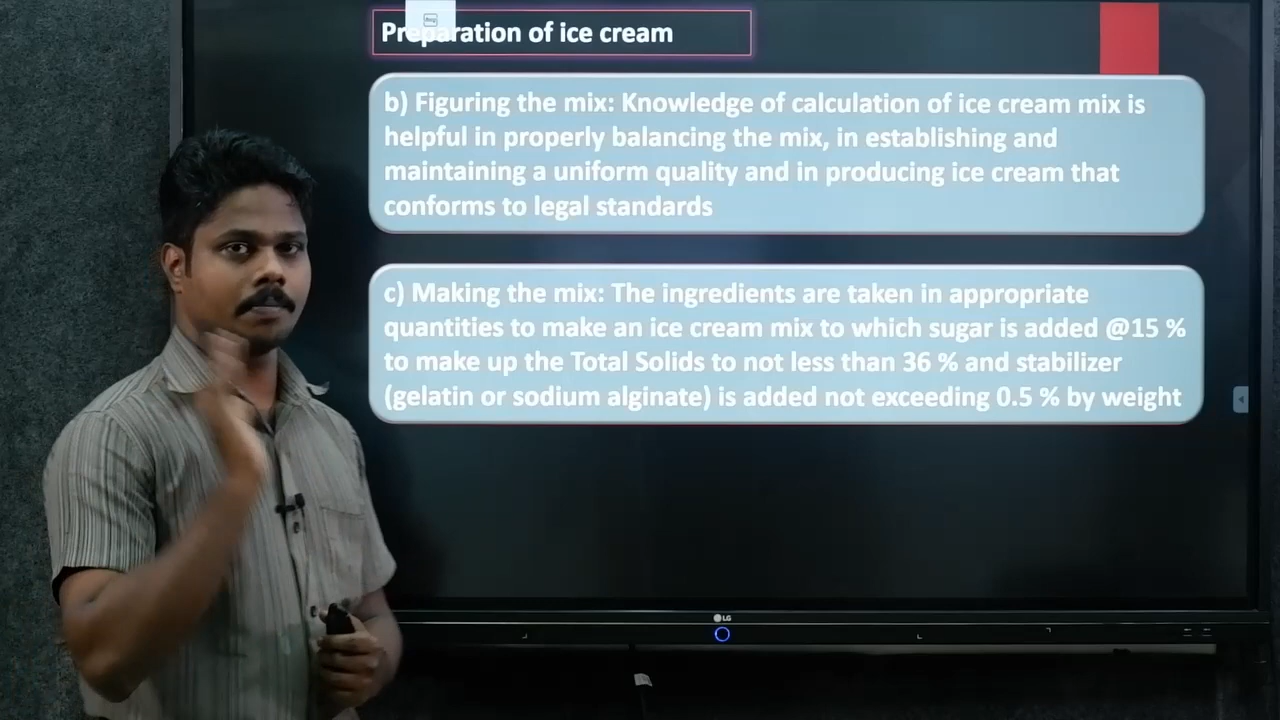 Preparation of ice cream
b) Figuring the mix: Knowledge of calculation of ice cream mix is
helpful in properly balancing the mix, in establishing and
maintaining a uniform quality and in producing ice cream that
conforms to legal standards
c) Making the mix: The ingredients are taken in appropriate
quantities to make an ice cream mix to which sugar is added @15 %
to make up the Total Solids to not less than 36 % and stabilizer
(gelatin or sodium alginate) is added not exceeding 0.5 % by weight
LG